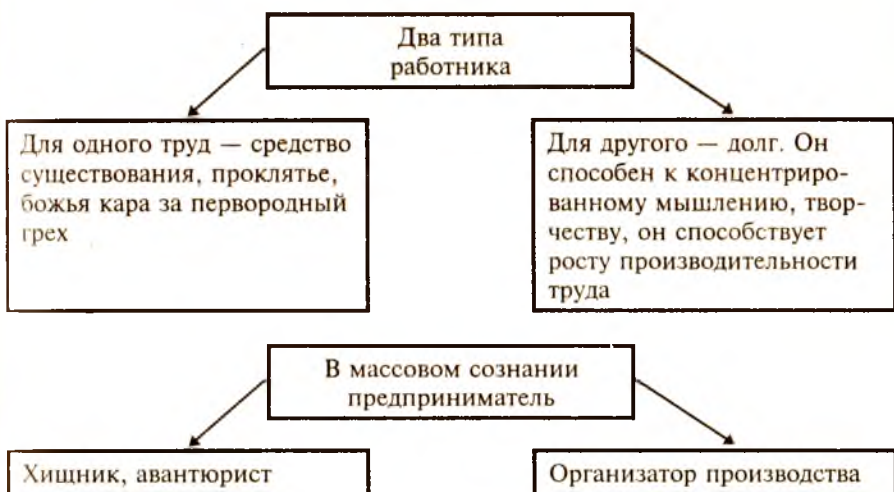 Два типа
работника
Для одного труд — средство
существования, проклятье,
божья кара за первородный
грех
Для другого — долг. Он
способен к концентриро-
ванному мышлению, твор-
честву, он способствует
росту производительности
труда
В массовом сознании
предприниматель
Хищник, авантюрист
Организатор производства